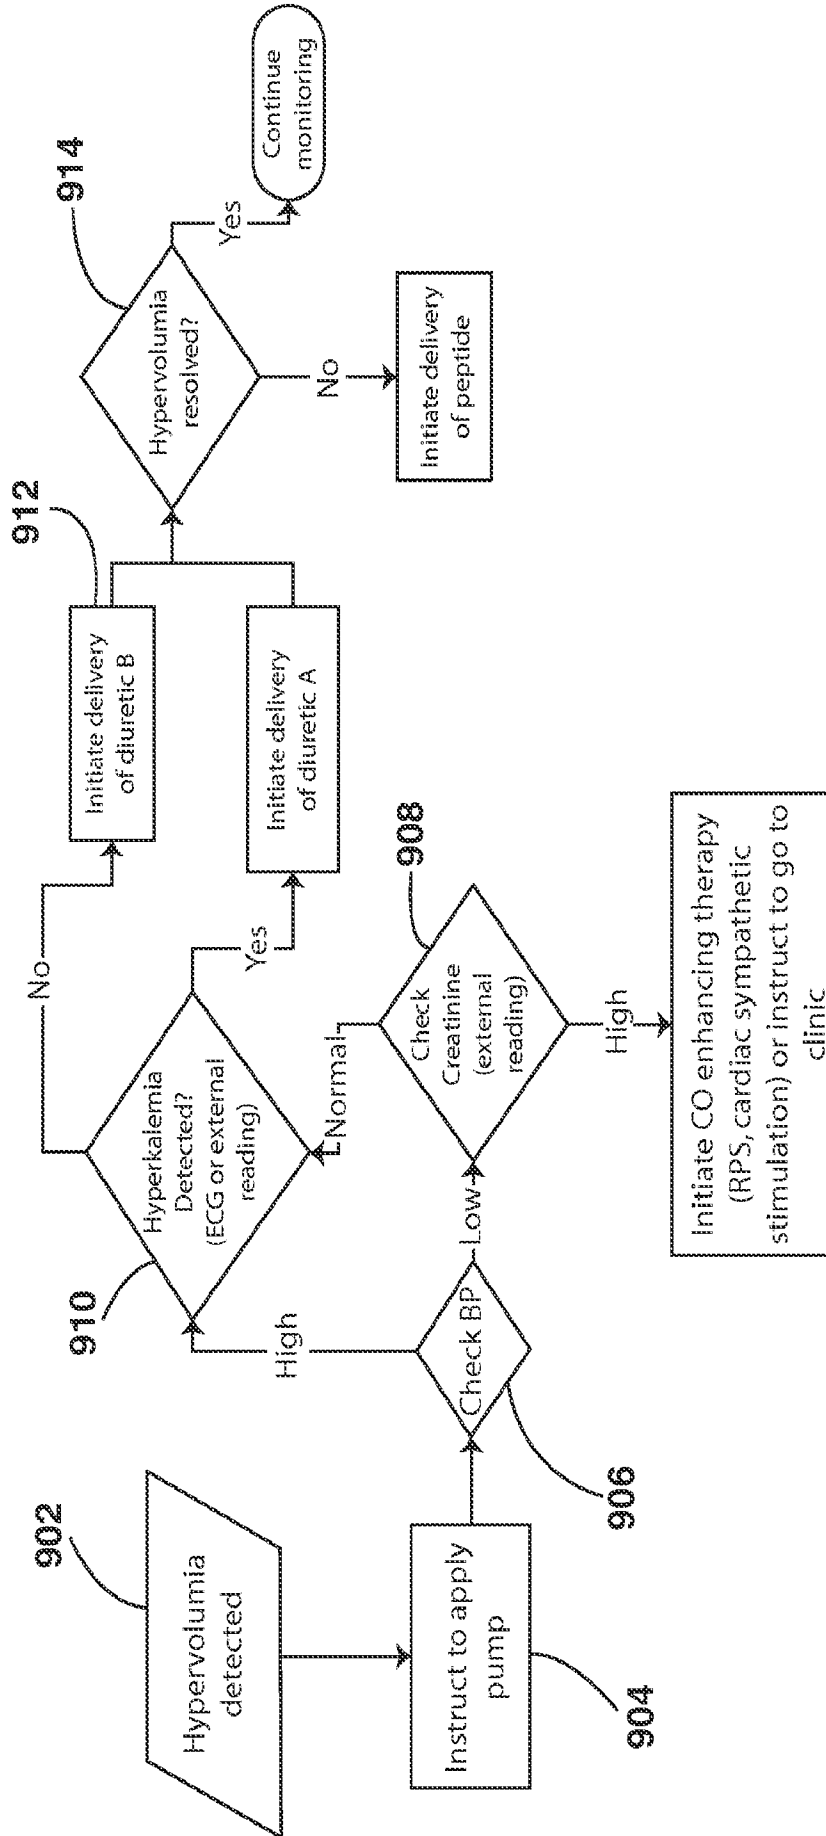 902
Hypervolumia
detected
Instruct to apply
pump
904
Check BP
906
High
Low
910
Hyperkalemia
Detected?
(ECG or external
reading)
Normal
Check
Creatinine
(external
reading)
908
High
Initiate CO enhancing therapy
(RPS, cardiac sympathetic
stimulation) or instruct to go to
clinic
No
Yes
Initiate delivery
of diuretic B
912
Initiate delivery
of diuretic A
Hypervolumia
resolved?
914
Yes
No
Continue
monitoring
Initiate delivery
of peptide